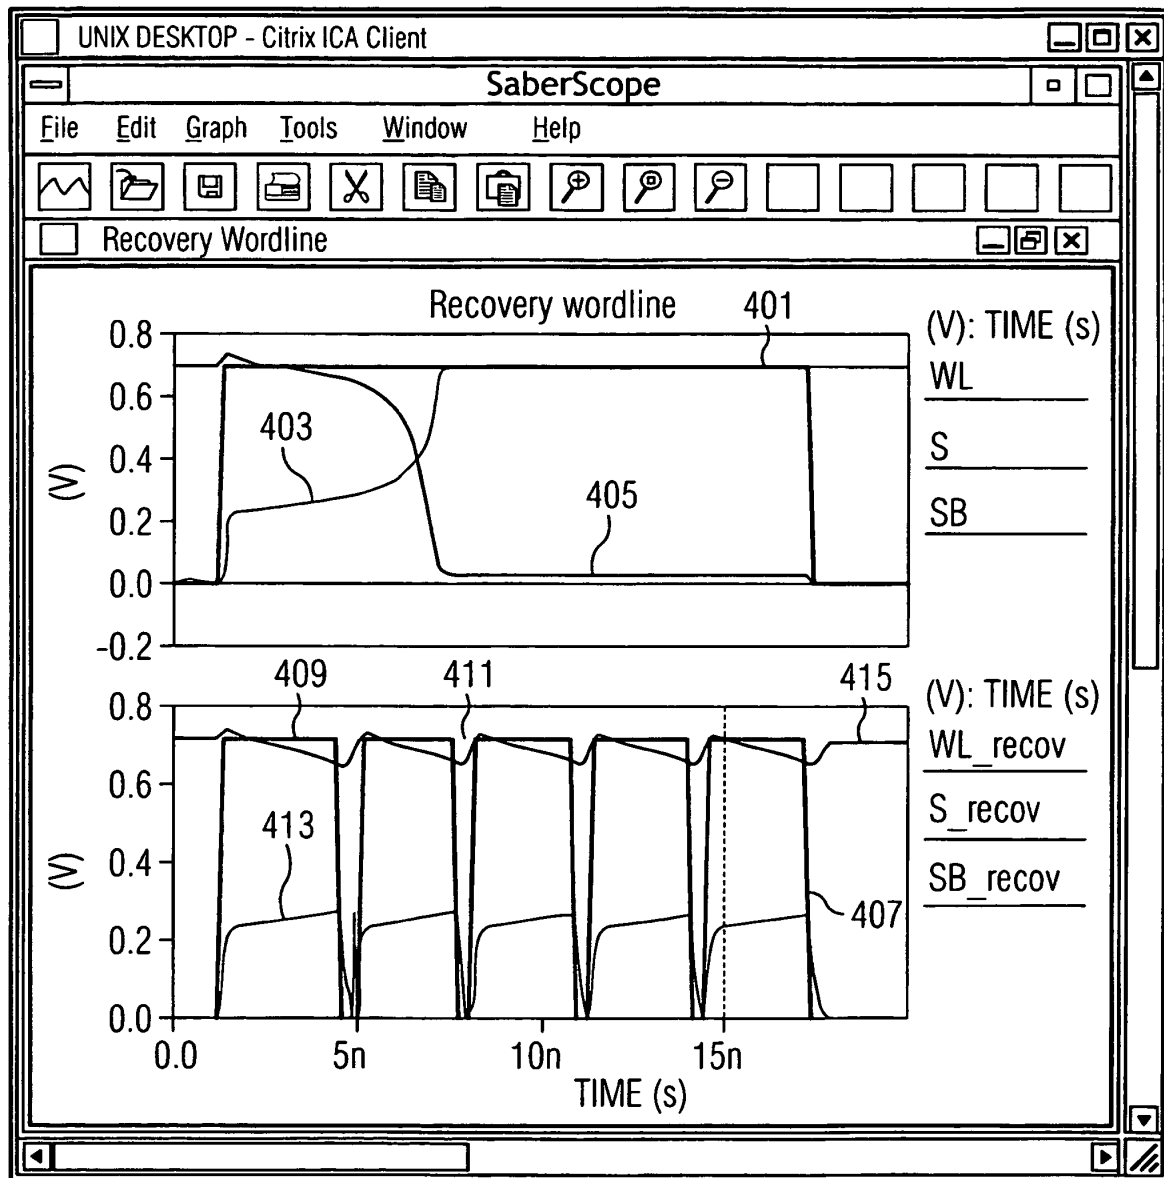 UNIX DESKTOP - Citrix ICA Client
SaberScope
File Edit Graph Tools Window Help
Recovery Wordline
Recovery wordline
401
(V): TIME (s)
WL
S
SB
0.8
0.6
0.4
0.2
0.0
-0.2
(V)
403
405
409
411
415
(V): TIME (s)
WL_recov
S_recov
SB_recov
0.8
0.6
0.4
0.2
0.0
(V)
413
407
0.0 5n 10n 15n
TIME (s)